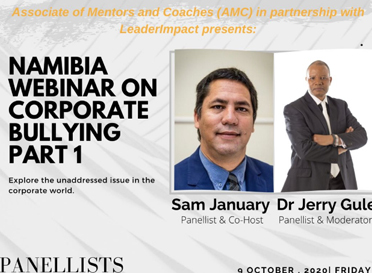 Associate of Mentors and Coaches (AMC) in partnership with
LeaderImpact presents:
NAMIBIA
WEBINAR ON
CORPORATE
BULLYING
PART 1
Explore the unaddressed issue in the
corporate world.
Sam January
Panellist & Co-Host
Dr Jerry Gule
Panellist & Moderator
PANELLISTS
9 OCTOBER , 2020| FRIDAY